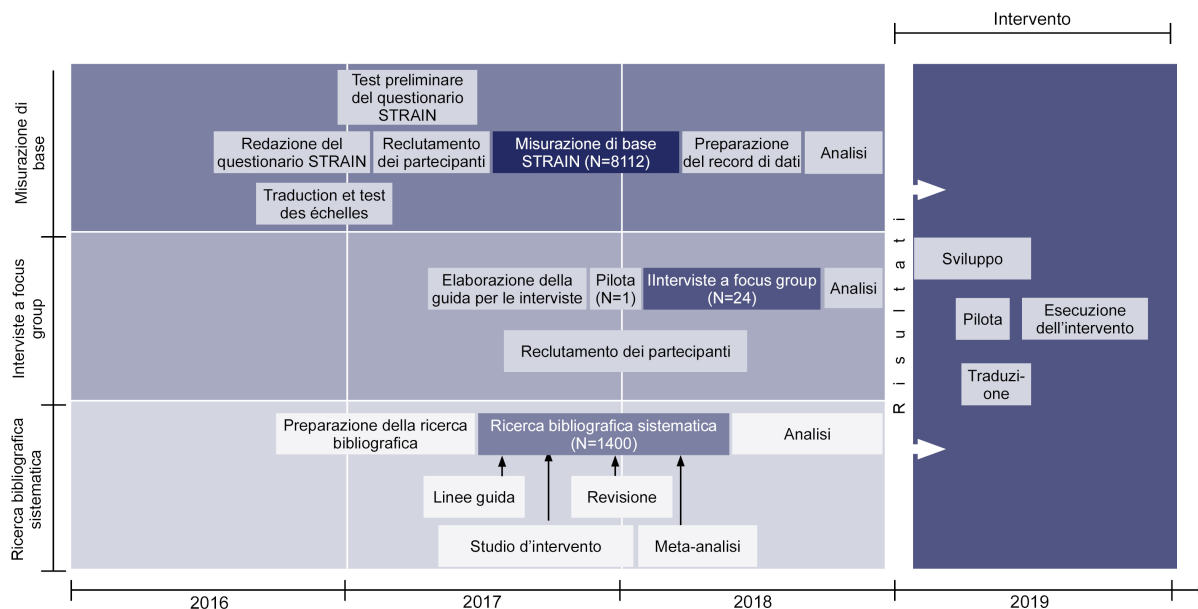 Intervento
Misurazione di
base
Test preliminare
del questionario
STRAIN
Redazione del
questionario STRAIN
Reclutamento
dei partecipanti
Misurazione di base
STRAIN (N=8112)
Preparazione
del record di dati
Analisi
Traduction et test
des échelles
Interviste a focus
group
Elaborazione della
guida per le interviste
Pilota
(N=1)
IInterviste a focus group
(N=24)
Analisi
Reclutamento dei partecipanti
Ricerca bibliografica
sistematica
Preparazione della ricerca
bibliografica
Ricerca bibliografica sistematica
(N=1400)
Analisi
Linee guida
Revisione
Studio d'intervento
Meta-analisi
Risultati
Sviluppo
Pilota
Esecuzione
dell'intervento
Traduzi-
one
2016
2017
2018
2019